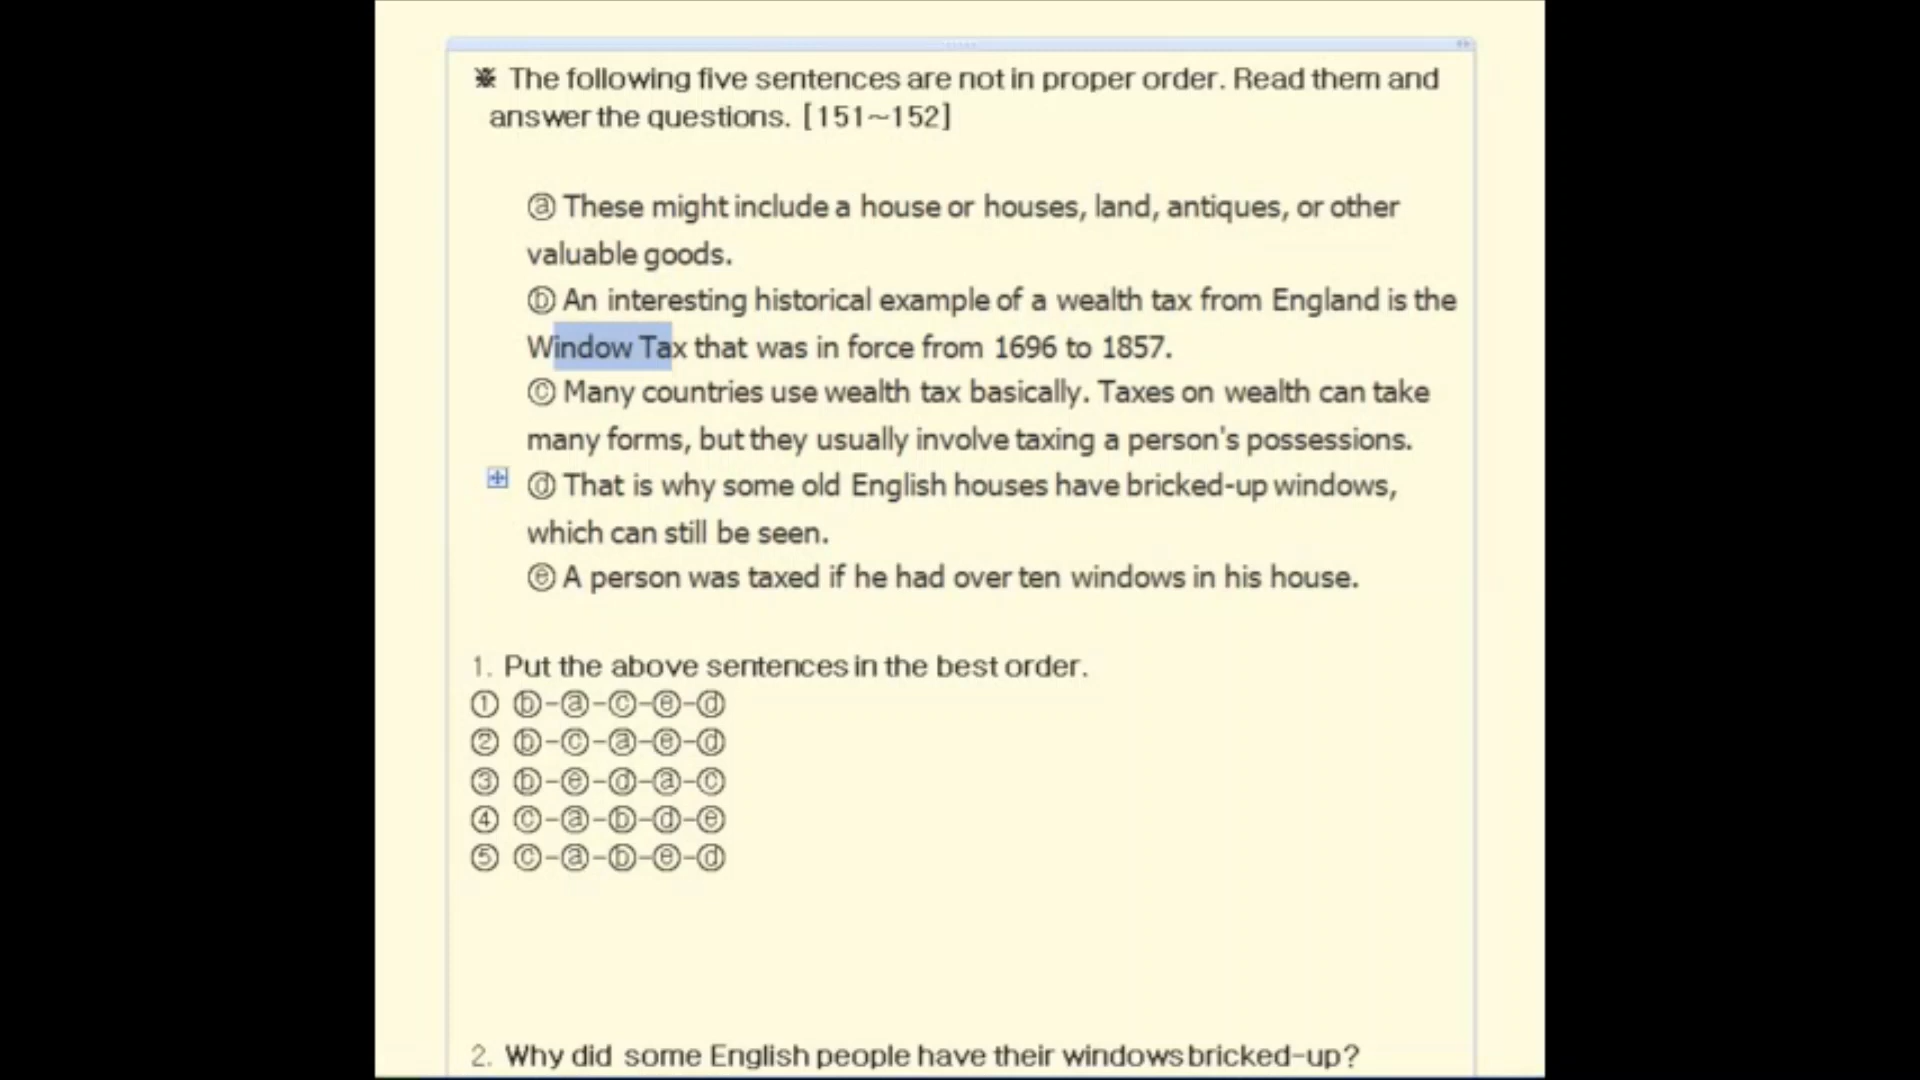 ※ The following five sentences are not in proper order. Read them and
answer the questions. [151~152]
ⓐ These might include a house or houses, land, antiques, or other
valuable goods.
ⓑ An interesting historical example of a wealth tax from England is the
Window Tax that was in force from 1696 to 1857.
ⓒ Many countries use wealth tax basically. Taxes on wealth can take
many forms, but they usually involve taxing a person's possessions.
ⓓ That is why some old English houses have bricked-up windows,
which can still be seen.
ⓔ A person was taxed if he had over ten windows in his house.
1. Put the above sentences in the best order.
① ⓑ-ⓐ-ⓒ-ⓔ-ⓓ
② ⓑ-ⓒ-ⓐ-ⓔ-ⓓ
③ ⓑ-ⓔ-ⓓ-ⓐ-ⓒ
④ ⓒ-ⓐ-ⓑ-ⓓ-ⓔ
⑤ ⓒ-ⓐ-ⓑ-ⓔ-ⓓ
2. Why did some English people have their windows bricked-up?